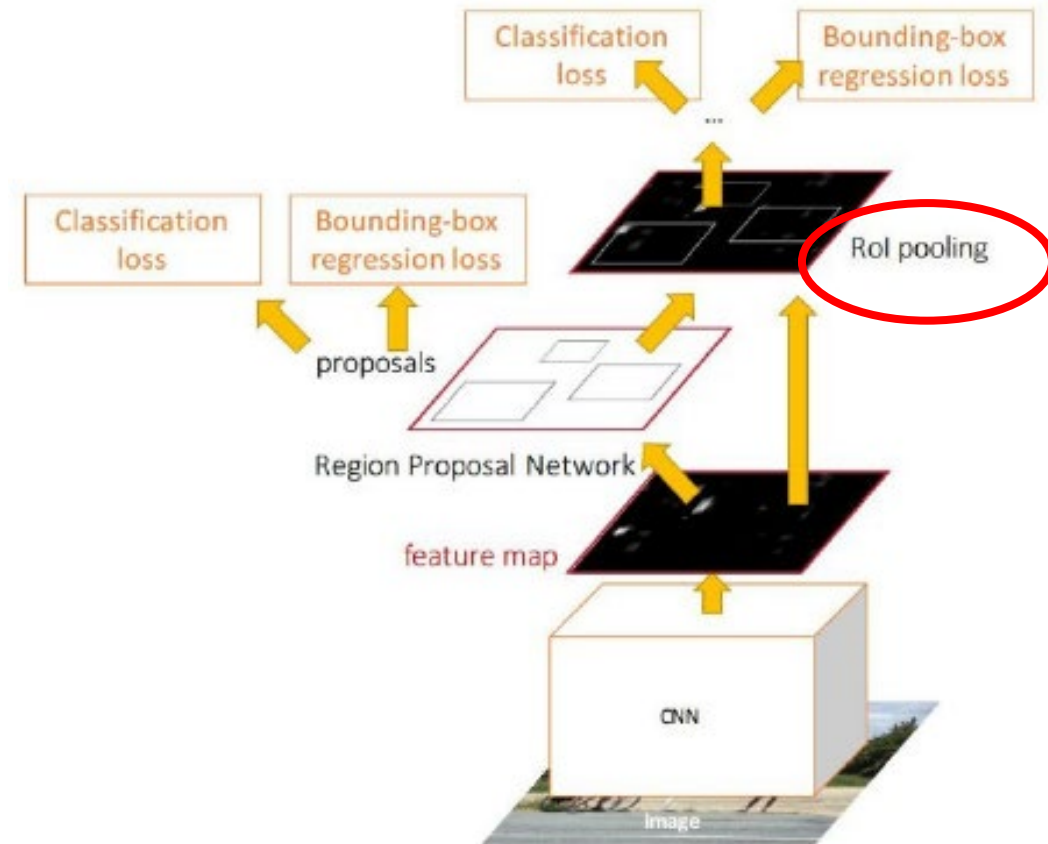 Classification
loss
Bounding-box
regression loss
...
Classification
loss
Bounding-box
regression loss
RoI pooling
proposals
Region Proposal Network
feature map
CNN
image